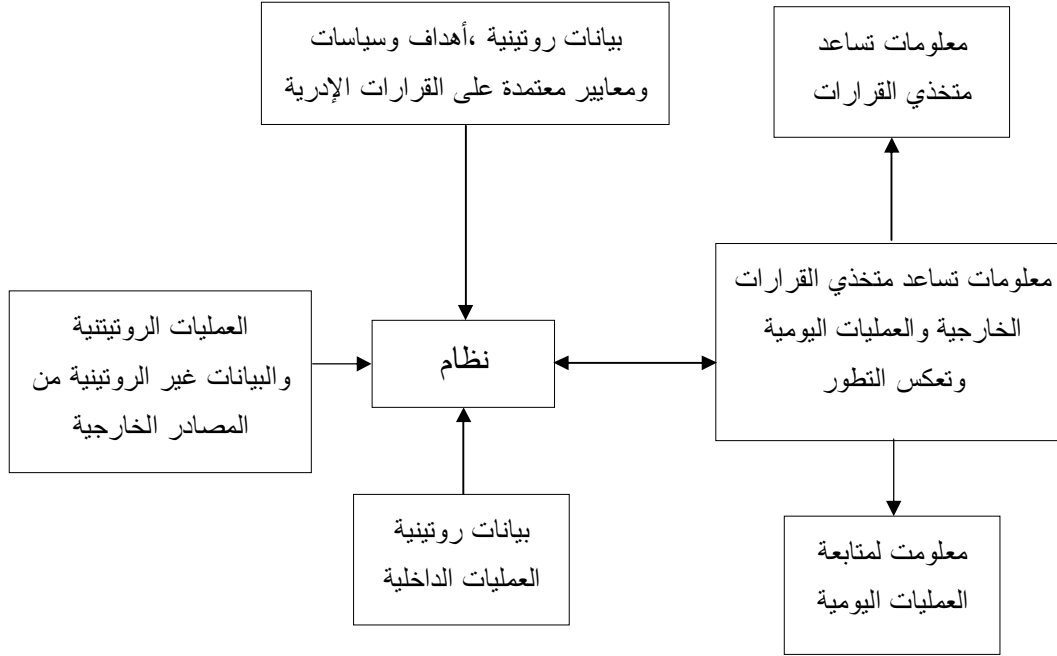 بيانات روتينية ،أهداف وسياسات
ومعايير معتمدة على القرارات الإدرية
معلومات تساعد
متخذي القرارات
معلومات تساعد متخذي القرارات
الخارجية والعمليات اليومية
وتعكس التطور
نظام
العمليات الروتيتنية
والبيانات غير الروتينية من
المصادر الخارجية
بيانات روتينية
العمليات الداخلية
معلومت لمتابعة
العمليات اليومية